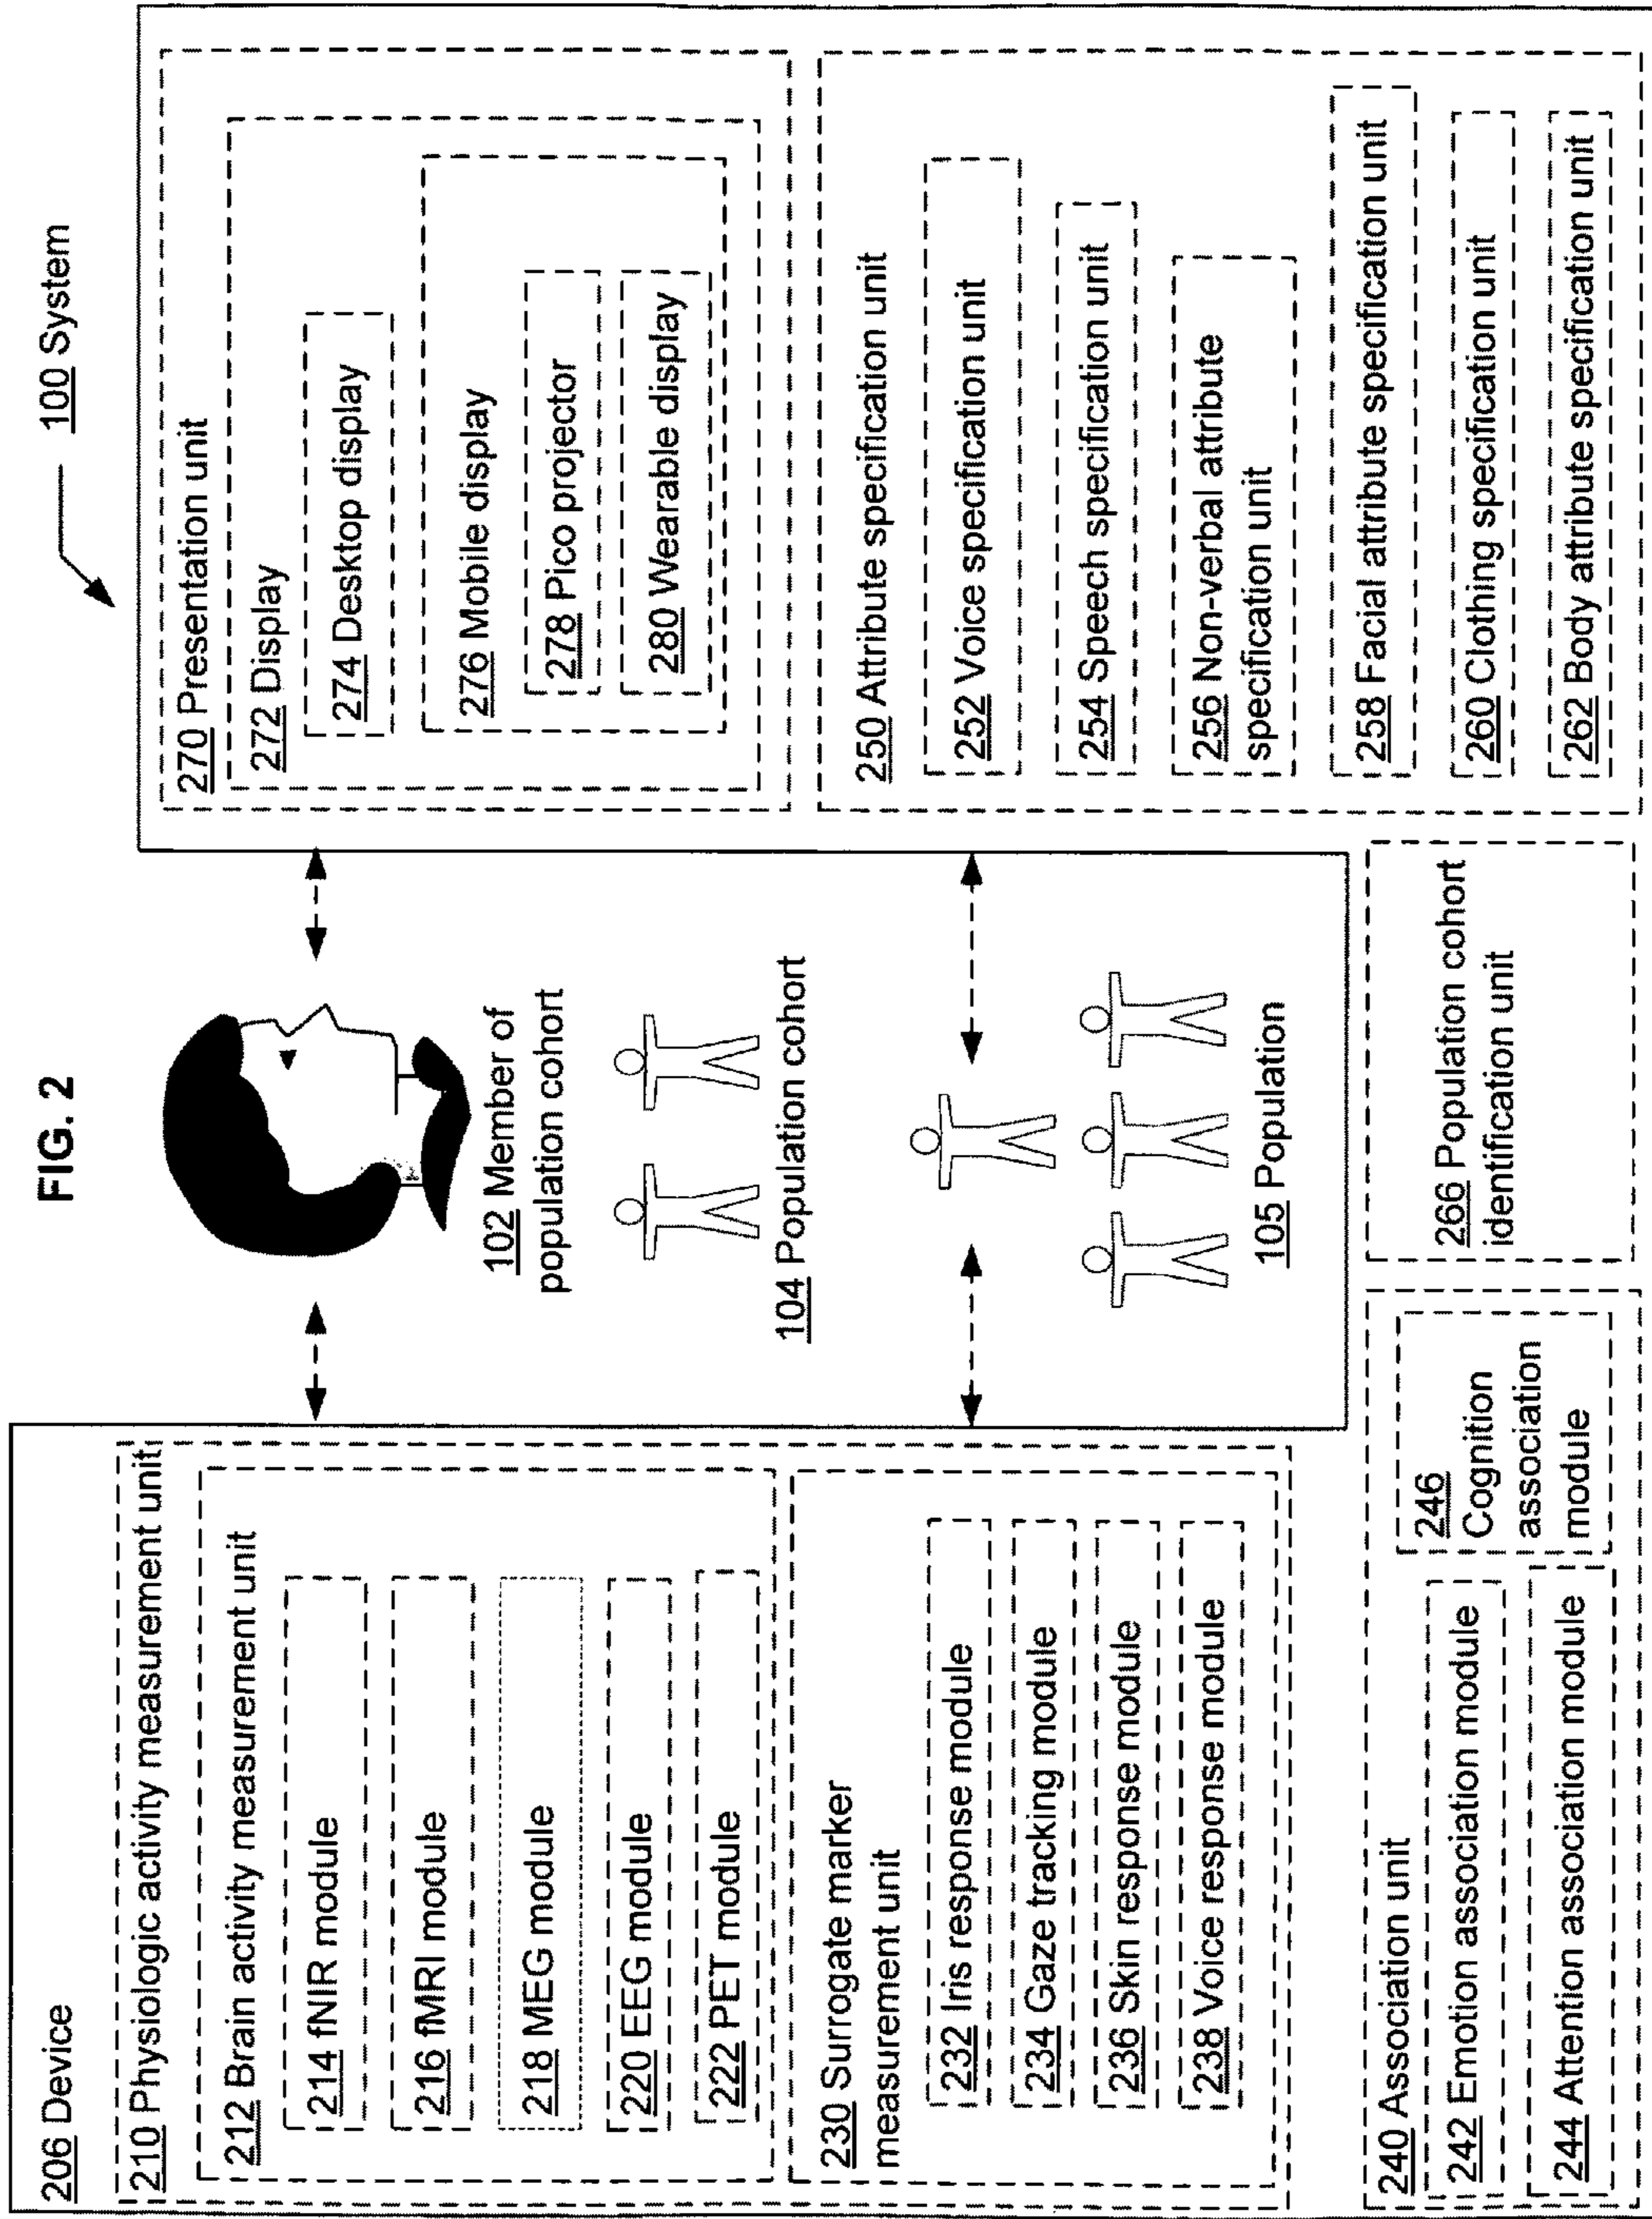 FIG. 2
100 System
206 Device
210 Physiologic activity measurement unit
212 Brain activity measurement unit
214 fNIR module
216 fMRI module
218 MEG module
220 EEG module
222 PET module
230 Surrogate marker
measurement unit
232 Iris response module
234 Gaze tracking module
236 Skin response module
238 Voice response module
240 Association unit
242 Emotion association module
244 Attention association module
246
Cognition
association
module
102 Member of
population cohort
104 Population cohort
105 Population
266 Population cohort
identification unit
270 Presentation unit
272 Display
274 Desktop display
276 Mobile display
278 Pico projector
280 Wearable display
250 Attribute specification unit
252 Voice specification unit
254 Speech specification unit
256 Non-verbal attribute
specification unit
258 Facial attribute specification unit
260 Clothing specification unit
262 Body attribute specification unit